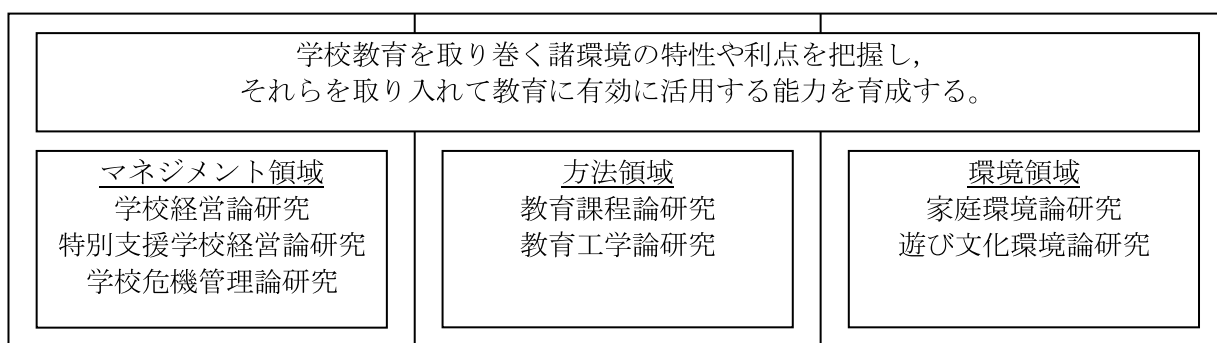 学校教育を取り巻く諸環境の特性や利点を把握し,
それらを取り入れて教育に有効に活用する能力を育成する。
マネジメント領域
学校経営論研究
特別支援学校経営論研究
学校危機管理論研究
方法領域
教育課程論研究
教育工学論研究
環境領域
家庭環境論研究
遊び文化環境論研究